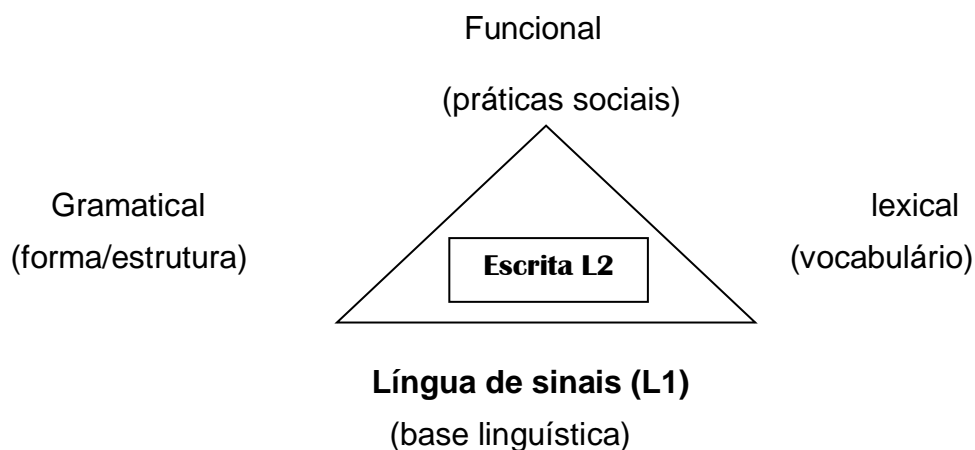 Funcional
(práticas sociais)
Gramatical
(forma/estrutura)
lexical
(vocabulário)
Escrita L2
Língua de sinais (L1)
(base linguística)